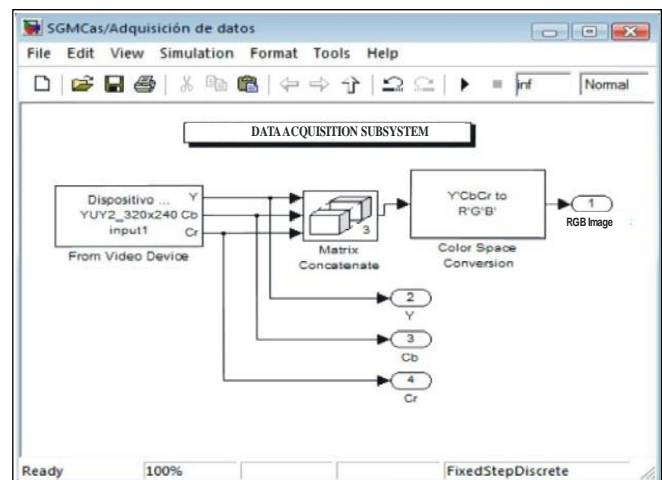 SGMCas/Adquisición de datos
File Edit View Simulation Format Tools Help
inf Normal
DATA ACQUISITION SUBSYSTEM
Dispositivo ... Y
YUY2_320x240 Cb
input1 Cr
From Video Device
3
Matrix
Concatenate
Y'CbCr to
R'G'B'
Color Space
Conversion
1
RGB Image
2
Y
3
Cb
4
Cr
Ready 100% FixedStepDiscrete